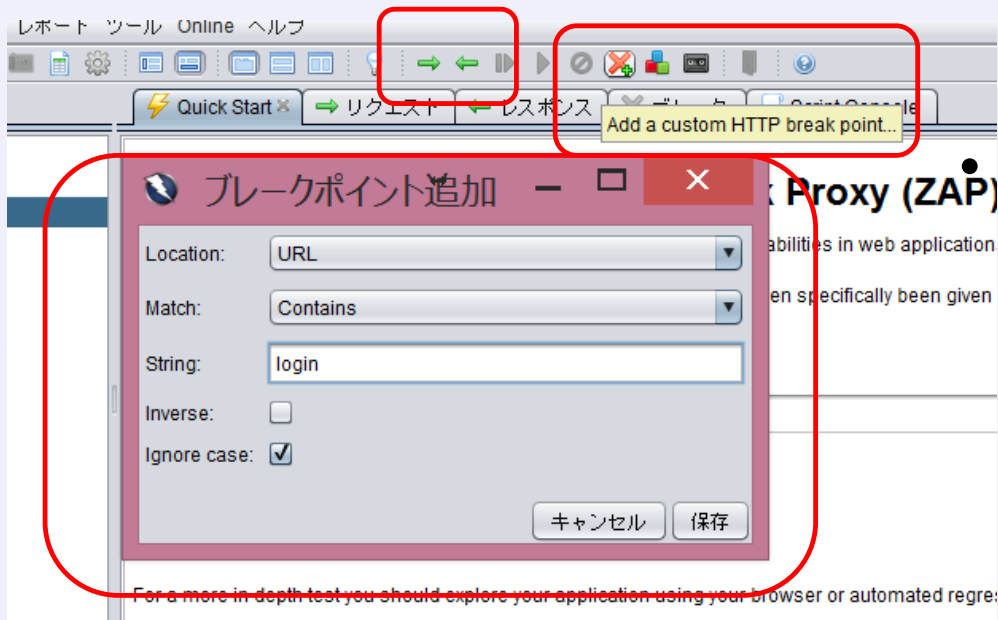 レポート ツール Online ヘルプ
Quick Start リクエスト レスポンス Script Console
Add a custom HTTP break point...
ブレークポイント追加
Proxy (ZAP)
Location: URL
abilities in web application
Match: Contains
en specifically been given
String: login
Inverse:
Ignore case:
キャンセル 保存
For a more in depth test you should explore your application using your browser or automated regres